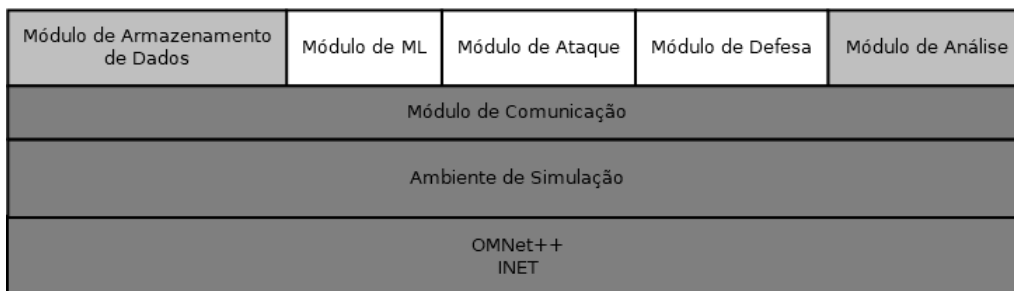 Módulo de Armazenamento
de Dados
Módulo de ML
Módulo de Ataque
Módulo de Defesa
Módulo de Análise
Módulo de Comunicação
Ambiente de Simulação
OMNet++
INET